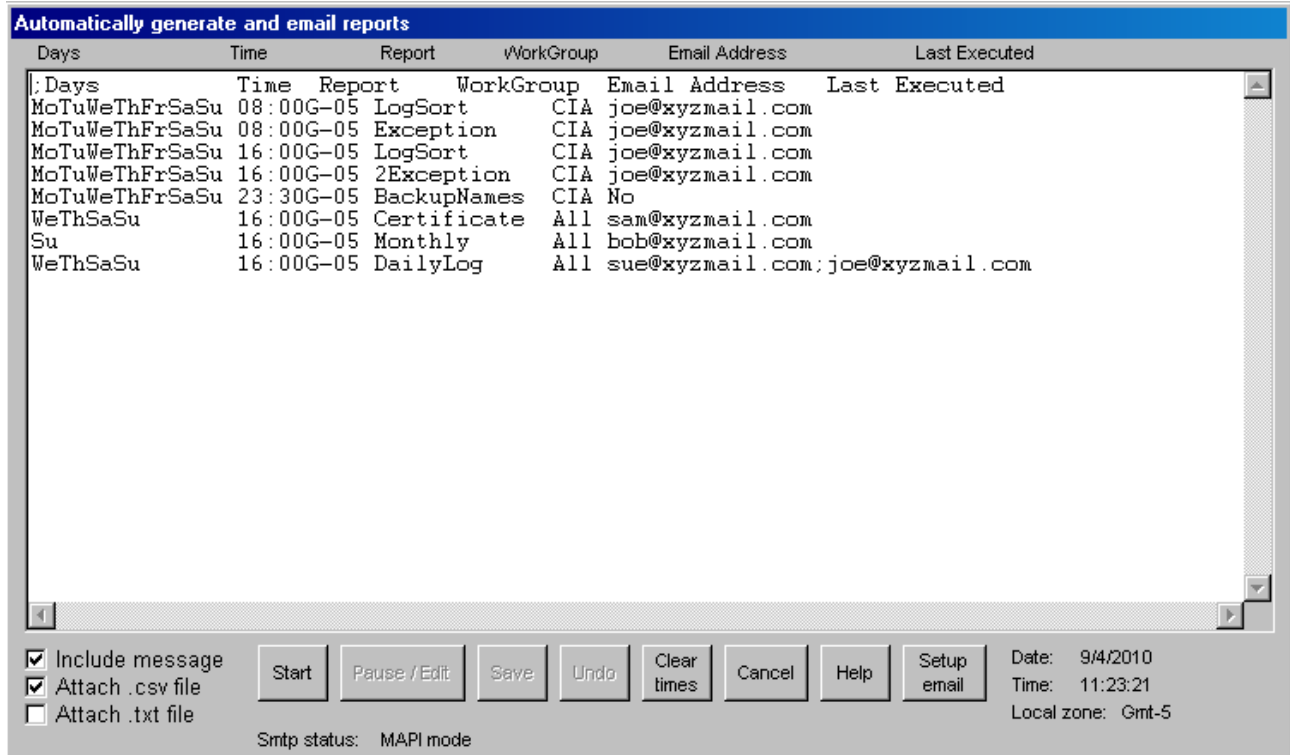 Automatically generate and email reports
Days Time Report WorkGroup Email Address Last Executed
;Days Time Report WorkGroup Email Address Last Executed
MoTuWeThFrSaSu 08:00G-05 LogSort CIA joe@xyzmail.com
MoTuWeThFrSaSu 08:00G-05 Exception CIA joe@xyzmail.com
MoTuWeThFrSaSu 16:00G-05 LogSort CIA joe@xyzmail.com
MoTuWeThFrSaSu 16:00G-05 2Exception CIA joe@xyzmail.com
MoTuWeThFrSaSu 23:30G-05 BackupNames CIA No
WeThSaSu 16:00G-05 Certificate All sam@xyzmail.com
Su 16:00G-05 Monthly All bob@xyzmail.com
WeThSaSu 16:00G-05 DailyLog All sue@xyzmail.com;joe@xyzmail.com
Include message
Attach .csv file
Attach .txt file
Start
Pause / Edit
Save
Undo
Clear
times
Cancel
Help
Setup
email
Date: 9/4/2010
Time: 11:23:21
Local zone: Gmt-5
Smtp status: MAPI mode